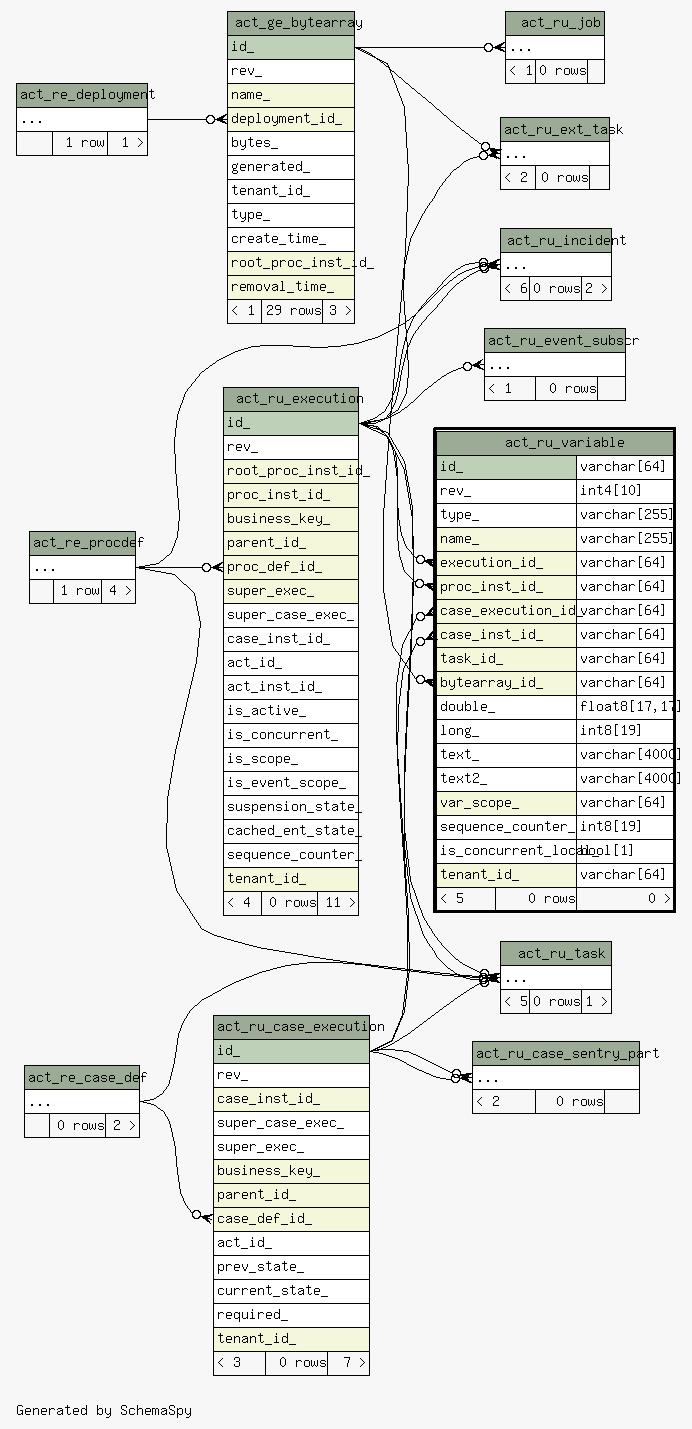 act_ge_bytearray
id_
rev_
name_
deployment_id_
bytes_
generated_
tenant_id_
type_
create_time_
root_proc_inst_id_
removal_time_
< 1 29 rows 3 >
act_ru_job
...
< 1 0 rows
act_re_deployment
...
1 row 1 >
act_ru_ext_task
...
< 2 0 rows
act_ru_incident
...
< 6 0 rows 2 >
act_ru_event_subscr
...
< 1 0 rows
act_ru_execution
id_
rev_
root_proc_inst_id_
proc_inst_id_
business_key_
parent_id_
proc_def_id_
super_exec_
super_case_exec_
case_inst_id_
act_id_
act_inst_id_
is_active_
is_concurrent_
is_scope_
is_event_scope_
suspension_state_
cached_ent_state_
sequence_counter_
tenant_id_
< 4 0 rows 11 >
act_ru_variable
id_ varchar[64]
rev_ int4[10]
type_ varchar[255]
name_ varchar[255]
execution_id_ varchar[64]
proc_inst_id_ varchar[64]
case_execution_id_ varchar[64]
case_inst_id_ varchar[64]
task_id_ varchar[64]
bytearray_id_ varchar[64]
double_ float8[17,17]
long_ int8[19]
text_ varchar[4000]
text2_ varchar[4000]
var_scope_ varchar[64]
sequence_counter_ int8[19]
is_concurrent_local_ bool[1]
tenant_id_ varchar[64]
< 5 0 rows 0 >
act_re_procdef
...
1 row 4 >
act_ru_task
...
< 5 0 rows 1 >
act_ru_case_execution
id_
rev_
case_inst_id_
super_case_exec_
super_exec_
business_key_
parent_id_
case_def_id_
act_id_
prev_state_
current_state_
required_
tenant_id_
< 3 0 rows 7 >
act_ru_case_sentry_part
...
< 2 0 rows
act_re_case_def
...
0 rows 2 >
Generated by SchemaSpy